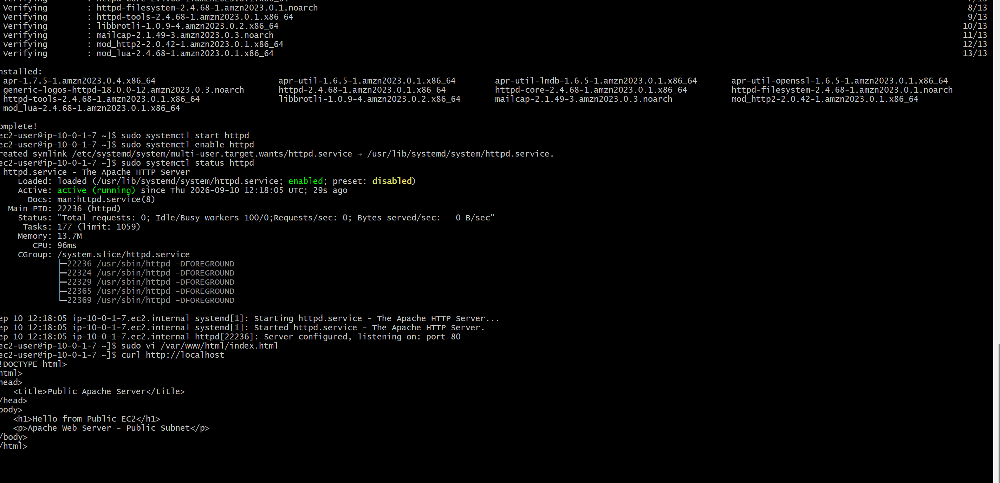 Verifying : httpd-core-2.4.68-1.amzn2023.0.1.x86_64 7/13
Verifying : httpd-filesystem-2.4.68-1.amzn2023.0.1.noarch 8/13
Verifying : httpd-tools-2.4.68-1.amzn2023.0.1.x86_64 9/13
Verifying : libbrotli-1.0.9-4.amzn2023.0.2.x86_64 10/13
Verifying : mailcap-2.1.49-3.amzn2023.0.3.noarch 11/13
Verifying : mod_http2-2.0.42-1.amzn2023.0.1.x86_64 12/13
Verifying : mod_lua-2.4.68-1.amzn2023.0.1.x86_64 13/13
nstalled:
apr-1.7.5-1.amzn2023.0.4.x86_64 apr-util-1.6.5-1.amzn2023.0.1.x86_64 apr-util-lmdb-1.6.5-1.amzn2023.0.1.x86_64 apr-util-openssl-1.6.5-1.amzn2023.0.1.x86_64
generic-logos-httpd-18.0.0-12.amzn2023.0.3.noarch httpd-2.4.68-1.amzn2023.0.1.x86_64 httpd-core-2.4.68-1.amzn2023.0.1.x86_64 httpd-filesystem-2.4.68-1.amzn2023.0.1.noarch
httpd-tools-2.4.68-1.amzn2023.0.1.x86_64 libbrotli-1.0.9-4.amzn2023.0.2.x86_64 mailcap-2.1.49-3.amzn2023.0.3.noarch mod_http2-2.0.42-1.amzn2023.0.1.x86_64
mod_lua-2.4.68-1.amzn2023.0.1.x86_64
omplete!
ec2-user@ip-10-0-1-7 ~]$ sudo systemctl start httpd
ec2-user@ip-10-0-1-7 ~]$ sudo systemctl enable httpd
reated symlink /etc/systemd/system/multi-user.target.wants/httpd.service → /usr/lib/systemd/system/httpd.service.
ec2-user@ip-10-0-1-7 ~]$ sudo systemctl status httpd
httpd.service - The Apache HTTP Server
Loaded: loaded (/usr/lib/systemd/system/httpd.service; enabled; preset: disabled)
Active: active (running) since Thu 2026-09-10 12:18:05 UTC; 29s ago
Docs: man:httpd.service(8)
Main PID: 22236 (httpd)
Status: "Total requests: 0; Idle/Busy workers 100/0;Requests/sec: 0; Bytes served/sec:   0 B/sec"
Tasks: 177 (limit: 1059)
Memory: 13.7M
CPU: 96ms
CGroup: /system.slice/httpd.service
├─22236 /usr/sbin/httpd -DFOREGROUND
├─22324 /usr/sbin/httpd -DFOREGROUND
├─22329 /usr/sbin/httpd -DFOREGROUND
├─22365 /usr/sbin/httpd -DFOREGROUND
└─22369 /usr/sbin/httpd -DFOREGROUND
ep 10 12:18:05 ip-10-0-1-7.ec2.internal systemd[1]: Starting httpd.service - The Apache HTTP Server...
ep 10 12:18:05 ip-10-0-1-7.ec2.internal systemd[1]: Started httpd.service - The Apache HTTP Server.
ep 10 12:18:05 ip-10-0-1-7.ec2.internal httpd[22236]: Server configured, listening on: port 80
ec2-user@ip-10-0-1-7 ~]$ sudo vi /var/www/html/index.html
ec2-user@ip-10-0-1-7 ~]$ curl http://localhost
!DOCTYPE html>
html>
head>
<title>Public Apache Server</title>
/head>
body>
<h1>Hello from Public EC2</h1>
<p>Apache Web Server - Public Subnet</p>
/body>
/html>